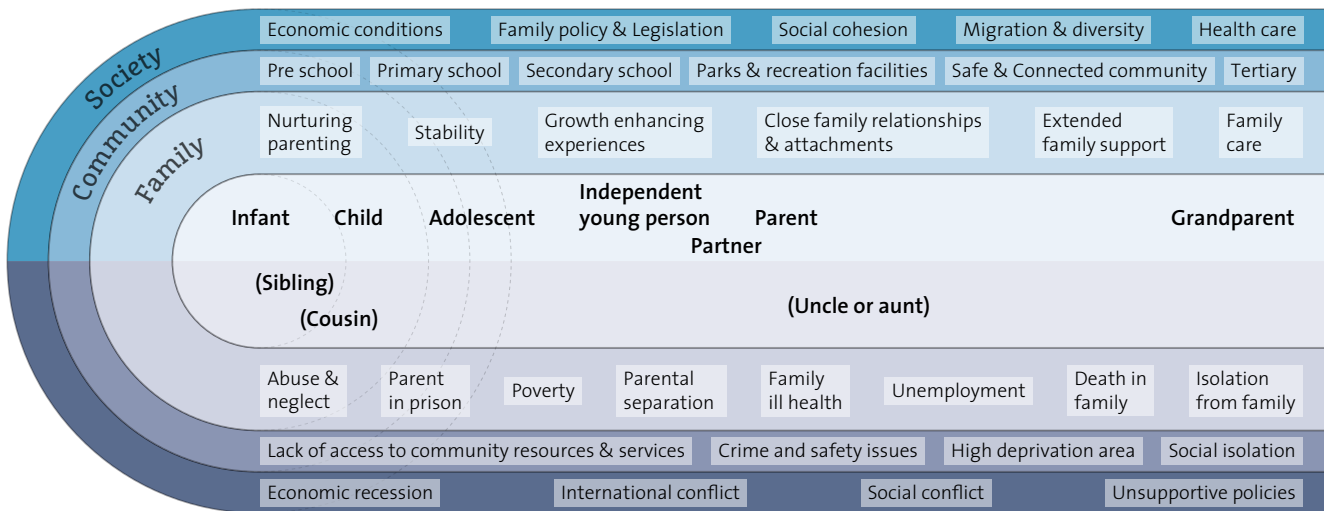 Society
Community
Family
Economic conditions
Family policy & Legislation
Social cohesion
Migration & diversity
Health care
Pre school
Primary school
Secondary school
Parks & recreation facilities
Safe & Connected community
Tertiary
Nurturing
parenting
Stability
Growth enhancing
experiences
Close family relationships
& attachments
Extended
family support
Family
care
Infant
Child
Adolescent
Independent
young person
Partner
Parent
Grandparent
(Sibling)
(Cousin)
(Uncle or aunt)
Abuse &
neglect
Parent
in prison
Poverty
Parental
separation
Family
ill health
Unemployment
Death in
family
Isolation
from family
Lack of access to community resources & services
Crime and safety issues
High deprivation area
Social isolation
Economic recession
International conflict
Social conflict
Unsupportive policies